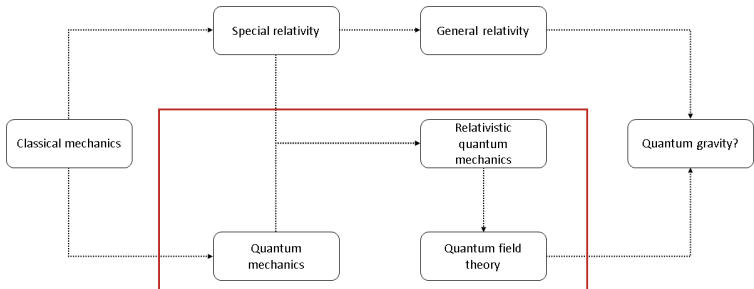 Special relativity
General relativity
Classical mechanics
Relativistic
quantum
mechanics
Quantum gravity?
Quantum
mechanics
Quantum field
theory